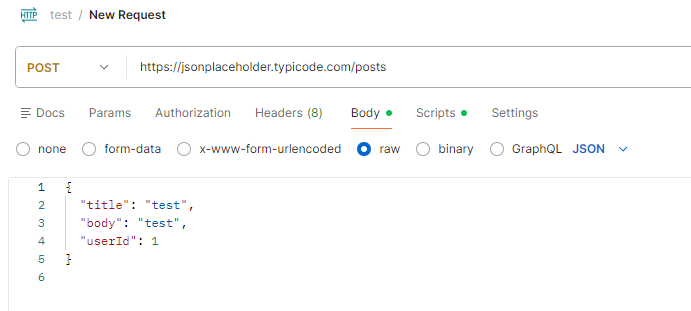 HTTP test / New Request
POST https://jsonplaceholder.typicode.com/posts
Docs Params Authorization Headers (8) Body Scripts Settings
none form-data x-www-form-urlencoded raw binary GraphQL JSON
1 {
2 "title": "test",
3 "body": "test",
4 "userId": 1
5 }
6